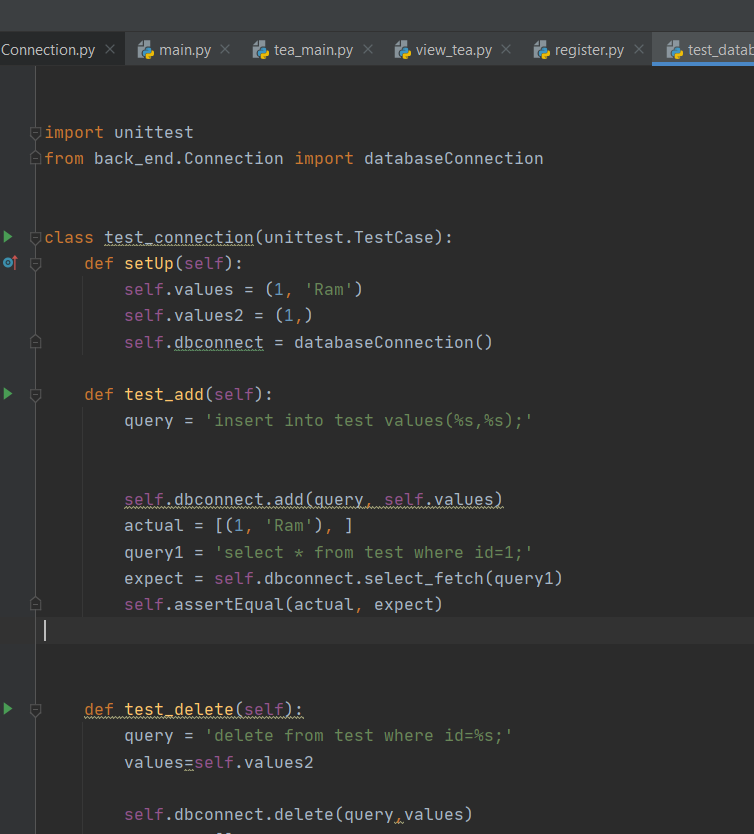 Connection.py × main.py × tea_main.py × view_tea.py × register.py × test_datab
import unittest
from back_end.Connection import databaseConnection
class test_connection(unittest.TestCase):
def setUp(self):
self.values = (1, 'Ram')
self.values2 = (1,)
self.dbconnect = databaseConnection()
def test_add(self):
query = 'insert into test values(%s,%s);'
self.dbconnect.add(query, self.values)
actual = [(1, 'Ram'), ]
query1 = 'select * from test where id=1;'
expect = self.dbconnect.select_fetch(query1)
self.assertEqual(actual, expect)
def test_delete(self):
query = 'delete from test where id=%s;'
values=self.values2
self.dbconnect.delete(query,values)